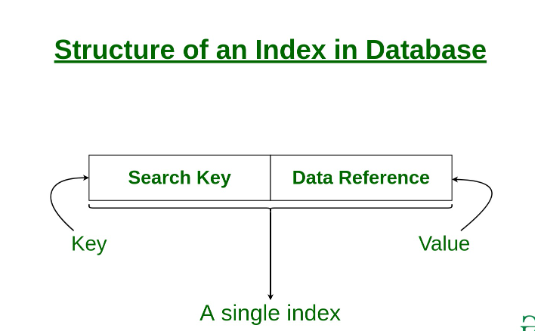 Structure of an Index in Database
Search Key Data Reference
Key Value
A single index